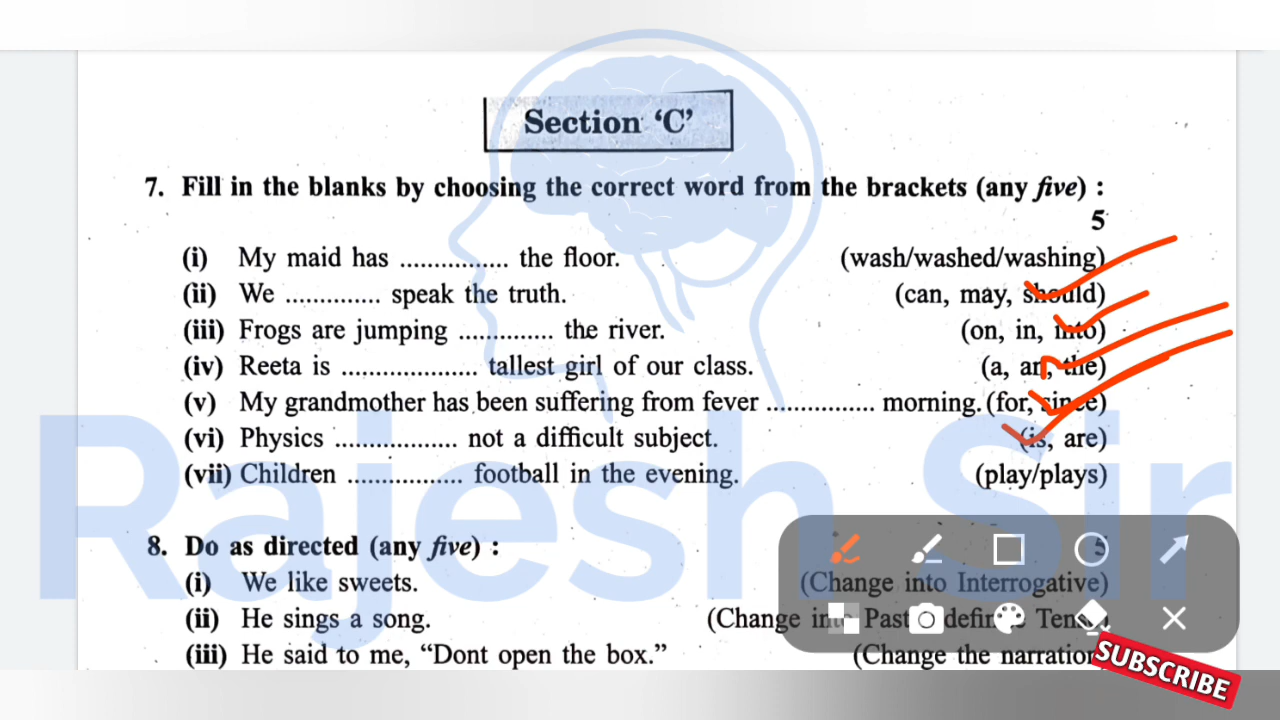 Section ‘C’
7. Fill in the blanks by choosing the correct word from the brackets (any five) :
5
(i) My maid has ................ the floor. (wash/washed/washing)
(ii) We .............. speak the truth. (can, may, should)
(iii) Frogs are jumping .............. the river. (on, in, into)
(iv) Reeta is .................... tallest girl of our class. (a, an, the)
(v) My grandmother has been suffering from fever ................ morning. (for, since)
(vi) Physics .................. not a difficult subject. (is, are)
(vii) Children ................. football in the evening. (play/plays)
Rajesh Sir
8. Do as directed (any five) : 5
(i) We like sweets. (Change into Interrogative)
(ii) He sings a song. (Change into Past
(iii) He said to me, “Dont open the box.” (Change the narration
SUBSCRIBE